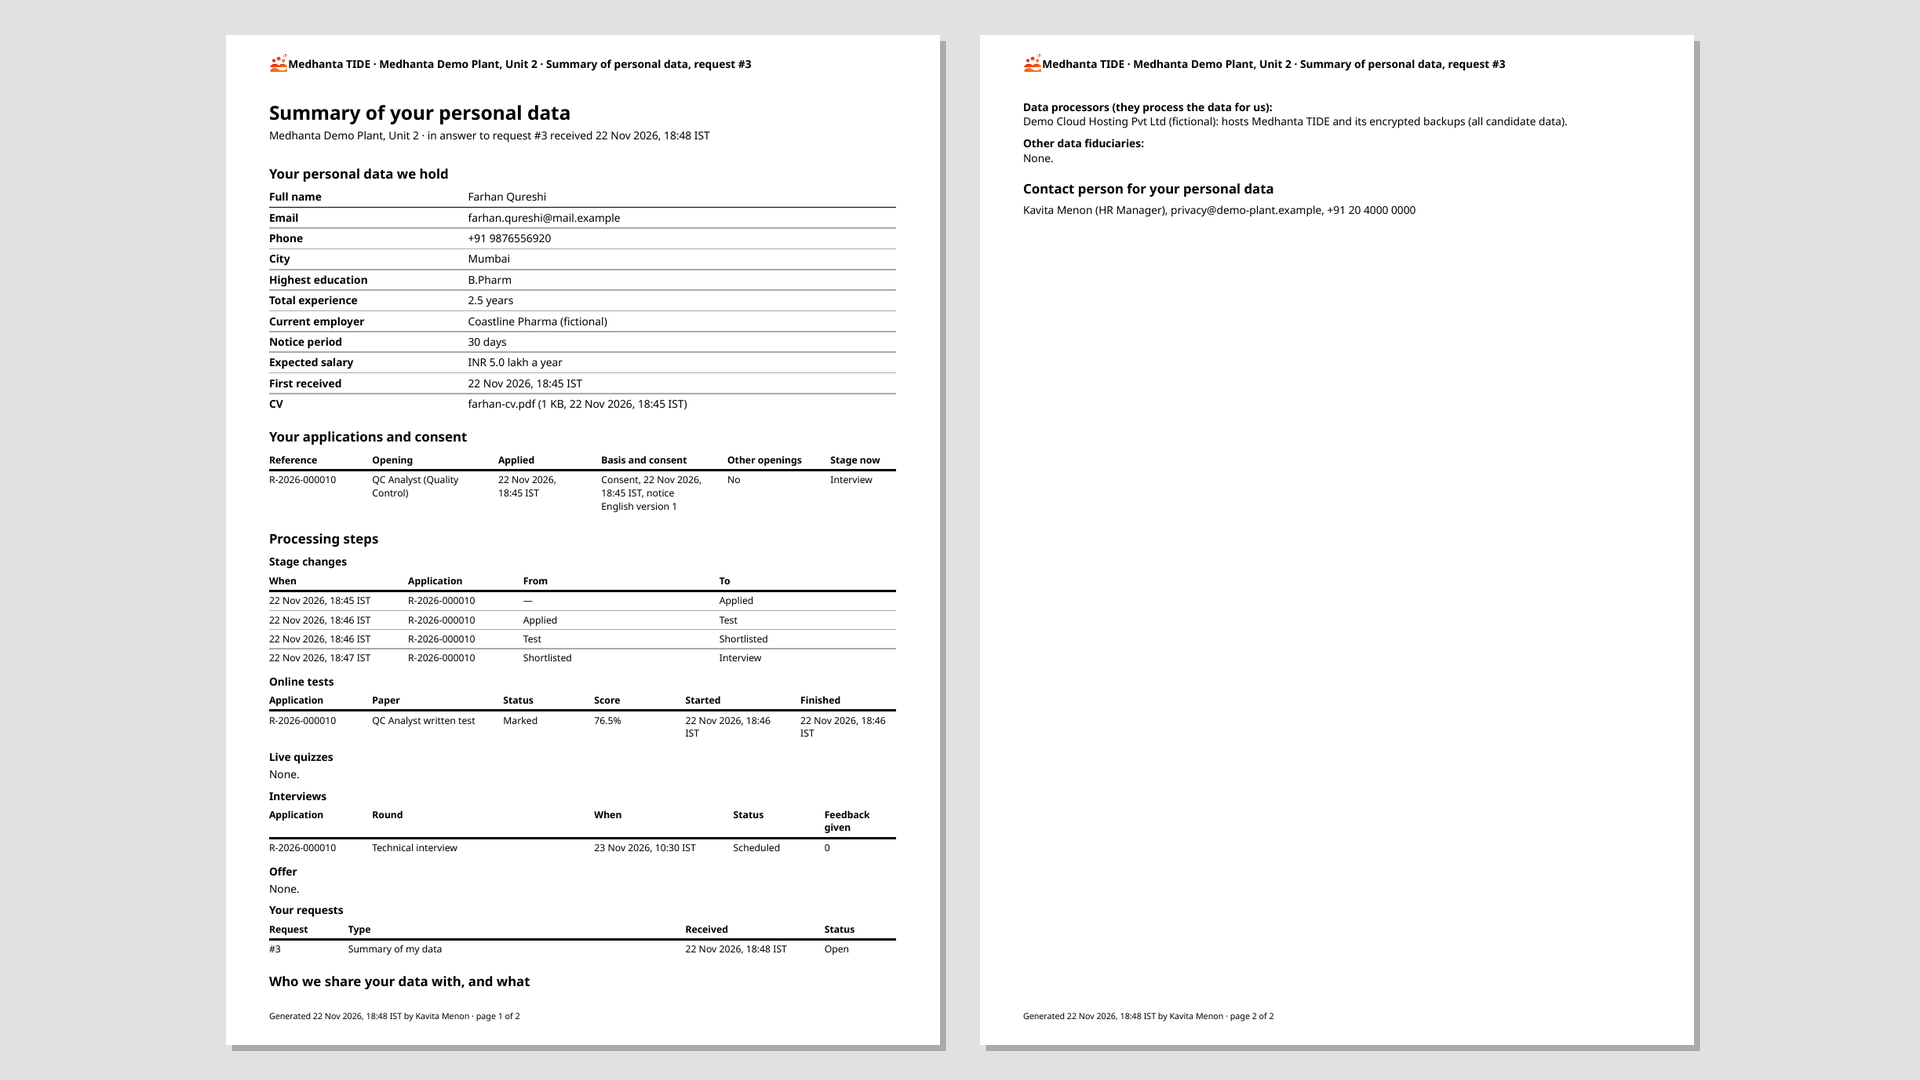 Medhanta TIDE · Medhanta Demo Plant, Unit 2 · Summary of personal data, request #3
Summary of your personal data
Medhanta Demo Plant, Unit 2 · in answer to request #3 received 22 Nov 2026, 18:48 IST
Your personal data we hold
Full name Farhan Qureshi
Email farhan.qureshi@mail.example
Phone +91 9876556920
City Mumbai
Highest education B.Pharm
Total experience 2.5 years
Current employer Coastline Pharma (fictional)
Notice period 30 days
Expected salary INR 5.0 lakh a year
First received 22 Nov 2026, 18:45 IST
CV farhan-cv.pdf (1 KB, 22 Nov 2026, 18:45 IST)
Your applications and consent
Reference Opening Applied Basis and consent Other openings Stage now
R-2026-000010 QC Analyst (Quality 22 Nov 2026, Consent, 22 Nov 2026, No Interview
Control) 18:45 IST 18:45 IST, notice
English version 1
Processing steps
Stage changes
When Application From To
22 Nov 2026, 18:45 IST R-2026-000010 — Applied
22 Nov 2026, 18:46 IST R-2026-000010 Applied Test
22 Nov 2026, 18:46 IST R-2026-000010 Test Shortlisted
22 Nov 2026, 18:47 IST R-2026-000010 Shortlisted Interview
Online tests
Application Paper Status Score Started Finished
R-2026-000010 QC Analyst written test Marked 76.5% 22 Nov 2026, 18:46 22 Nov 2026, 18:46
IST IST
Live quizzes
None.
Interviews
Application Round When Status Feedback
given
R-2026-000010 Technical interview 23 Nov 2026, 10:30 IST Scheduled 0
Offer
None.
Your requests
Request Type Received Status
#3 Summary of my data 22 Nov 2026, 18:48 IST Open
Who we share your data with, and what
Generated 22 Nov 2026, 18:48 IST by Kavita Menon · page 1 of 2
Medhanta TIDE · Medhanta Demo Plant, Unit 2 · Summary of personal data, request #3
Data processors (they process the data for us):
Demo Cloud Hosting Pvt Ltd (fictional): hosts Medhanta TIDE and its encrypted backups (all candidate data).
Other data fiduciaries:
None.
Contact person for your personal data
Kavita Menon (HR Manager), privacy@demo-plant.example, +91 20 4000 0000
Generated 22 Nov 2026, 18:48 IST by Kavita Menon · page 2 of 2